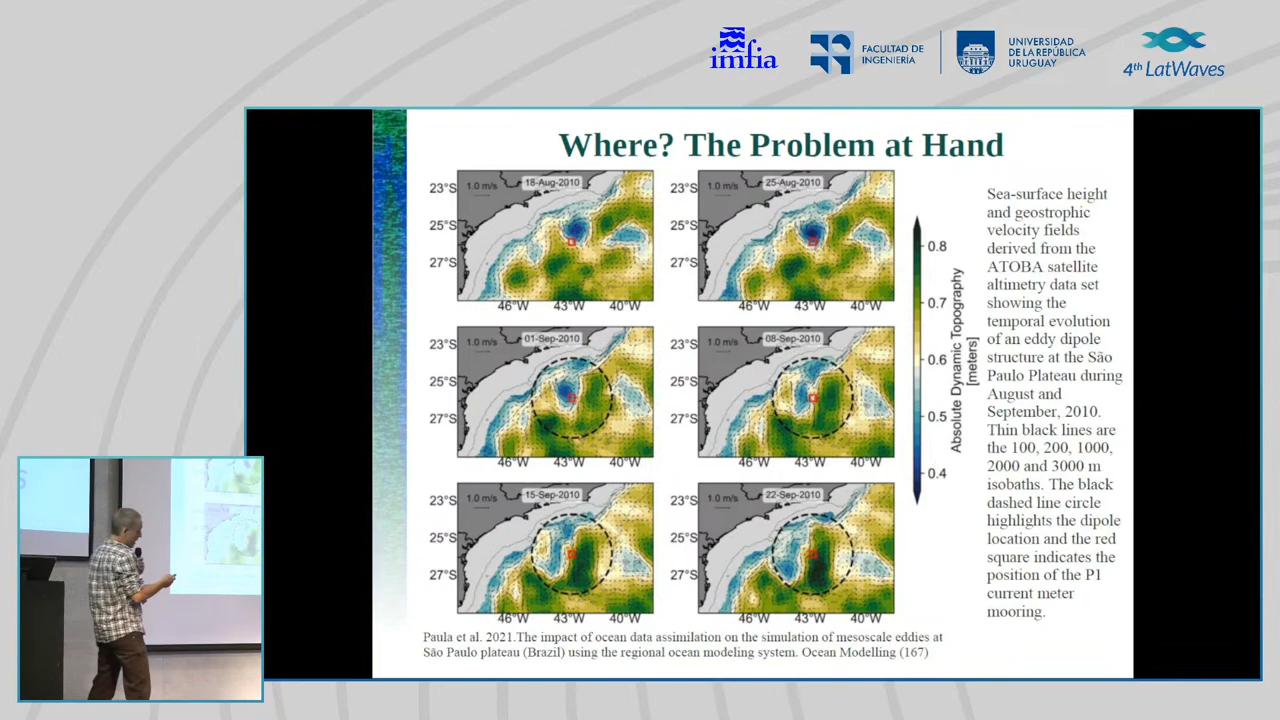 imfia
FACULTAD DE
INGENIERÍA
UNIVERSIDAD
DE LA REPÚBLICA
URUGUAY
4th LatWaves
Where? The Problem at Hand
1.0 m/s
18-Aug-2010
23°S
25°S
27°S
46°W 43°W 40°W
1.0 m/s
25-Aug-2010
23°S
25°S
27°S
46°W 43°W 40°W
1.0 m/s
01-Sep-2010
23°S
25°S
27°S
46°W 43°W 40°W
1.0 m/s
08-Sep-2010
23°S
25°S
27°S
46°W 43°W 40°W
1.0 m/s
15-Sep-2010
23°S
25°S
27°S
46°W 43°W 40°W
1.0 m/s
22-Sep-2010
23°S
25°S
27°S
46°W 43°W 40°W
0.8
0.7
0.6
0.5
0.4
Absolute Dynamic Topography
[meters]
Sea-surface height
and geostrophic
velocity fields
derived from the
ATOBA satellite
altimetry data set
showing the
temporal evolution
of an eddy dipole
structure at the São
Paulo Plateau during
August and
September, 2010.
Thin black lines are
the 100, 200, 1000,
2000 and 3000 m
isobaths. The black
dashed line circle
highlights the dipole
location and the red
square indicates the
position of the P1
current meter
mooring.
Paula et al. 2021.The impact of ocean data assimilation on the simulation of mesoscale eddies at
São Paulo plateau (Brazil) using the regional ocean modeling system. Ocean Modelling (167)